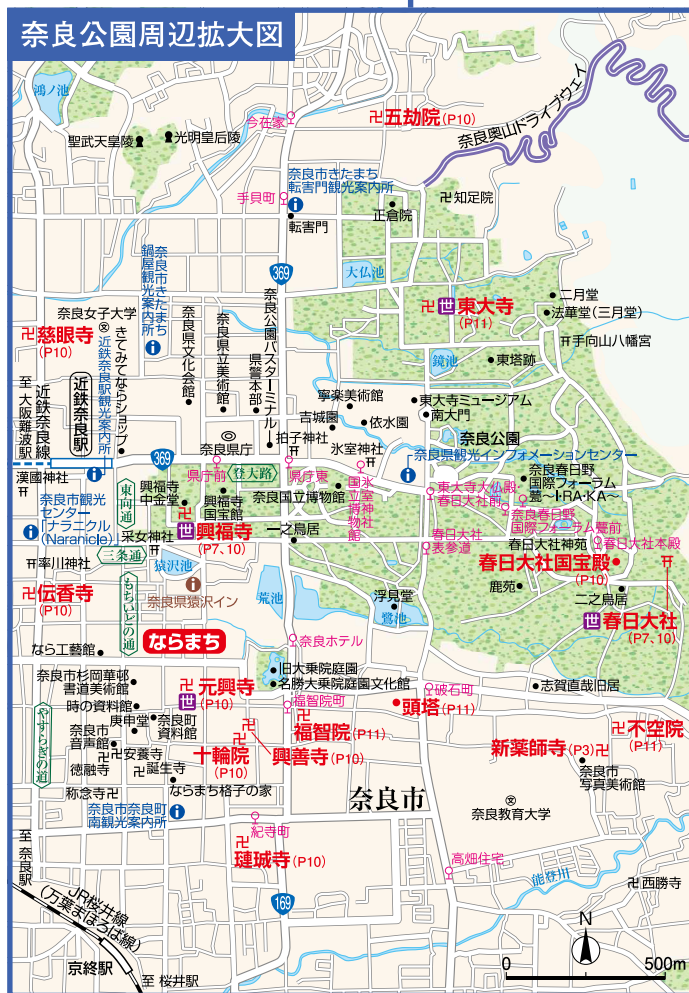 奈良公園周辺拡大図
鴻ノ池
聖武天皇陵
光明皇后陵
今在家
五劫院(P10)
奈良奥山ドライブウェイ
奈良市きたまち
転害門観光案内所
手貝町
転害門
正倉院
知足院
369
大仏池
奈良市きたまち
鍋屋観光案内所
奈良女子大学
慈眼寺
(P10)
世
東大寺
(P11)
二月堂
法華堂(三月堂)
手向山八幡宮
鏡池
東塔跡
きてみてならショップ
近鉄奈良駅観光案内所
近鉄奈良駅
近鉄奈良線
至 大阪難波駅
奈良県文化会館
奈良県立美術館
県警本部
奈良公園バスターミナル
寧楽美術館
吉城園
依水園
東大寺ミュージアム
南大門
奈良公園
奈良県庁
拍子神社
氷室神社
奈良県観光インフォメーションセンター
369
県庁前
登大路
県庁東
漢國神社
奈良市観光
センター
「ナラニクル」
(Naranicle)
東向通
興福寺
中金堂
興福寺
国宝館
奈良国立博物館
氷室神社
国立博物館
東大寺大仏殿・
春日大社前
奈良春日野
国際フォーラム
甍〜I・RA・KA〜
奈良春日野
国際フォーラム甍前
世
興福寺
(P7、10)
一之鳥居
采女神社
三条通
率川神社
春日大社
表参道
春日大社神苑
春日大社本殿
春日大社国宝殿
(P10)
伝香寺
(P10)
もちいどの通
猿沢池
奈良県猿沢イン
荒池
浮見堂
鷺池
鹿苑
二之鳥居
世
春日大社
(P7、10)
ならまち
なら工藝館
奈良ホテル
旧大乗院庭園
名勝大乗院庭園文化館
奈良市杉岡華邨
書道美術館
時の資料館
世
元興寺
(P10)
福智院町
破石町
志賀直哉旧居
頭塔(P11)
やすらぎの道
庚申堂
奈良町
資料館
奈良市
音声館
福智院
(P11)
不空院
(P11)
安養寺
徳融寺
誕生寺
十輪院
(P10)
興善寺(P10)
新薬師寺(P3)
奈良市
写真美術館
称念寺
ならまち格子の家
奈良市
奈良市奈良町
南観光案内所
奈良教育大学
紀寺町
至 奈良駅
璉珹寺(P10)
高畑住宅
能登川
西勝寺
169
JR桜井線
(万葉まほろば線)
京終駅
至 桜井駅
N
0
500m